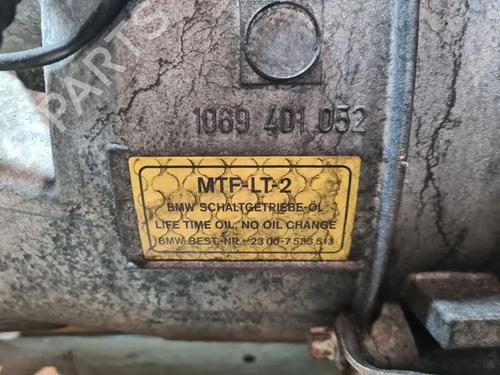 PARTS
1069 401 052
MTF-LT-2
BMW SCHALTGETRIEBE-ÖL
LIFE TIME OIL, NO OIL CHANGE
BMW BEST.-NR.: 23 00-7 533 513